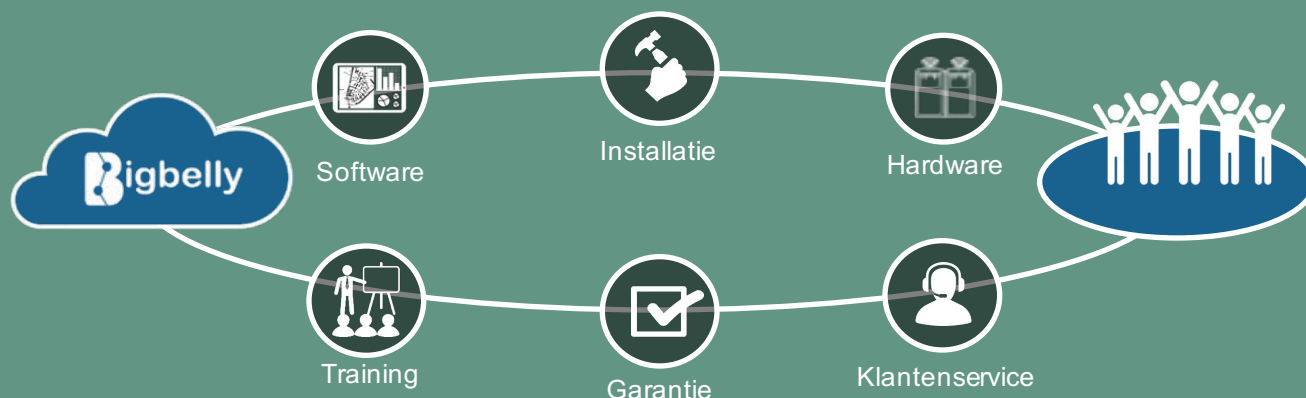 Bigbelly
Software
Installatie
Hardware
Training
Garantie
Klantenservice